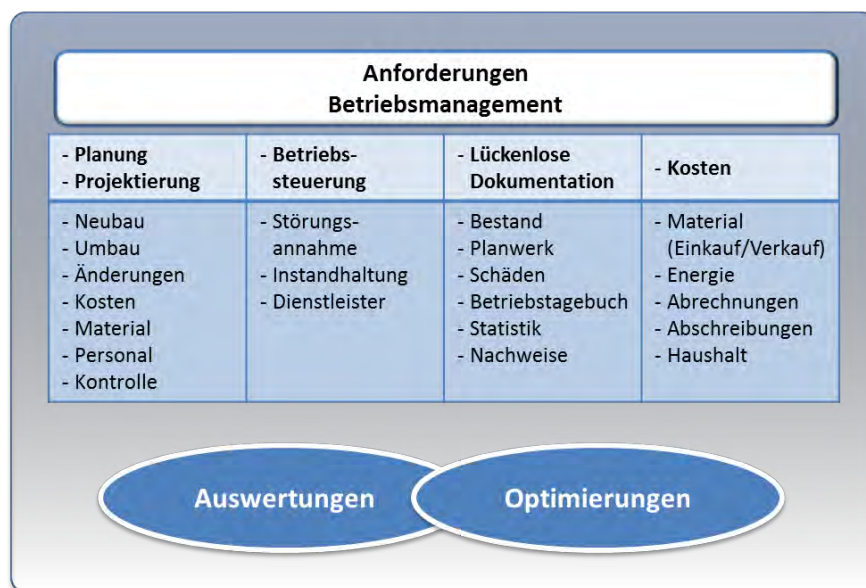 Anforderungen
Betriebsmanagement
- Planung
- Projektierung
- Betriebs-
steuerung
- Lückenlose
Dokumentation
- Kosten
- Neubau
- Umbau
- Änderungen
- Kosten
- Material
- Personal
- Kontrolle
- Störungs-
annahme
- Instandhaltung
- Dienstleister
- Bestand
- Planwerk
- Schäden
- Betriebstagebuch
- Statistik
- Nachweise
- Material
(Einkauf/Verkauf)
- Energie
- Abrechnungen
- Abschreibungen
- Haushalt
Auswertungen
Optimierungen